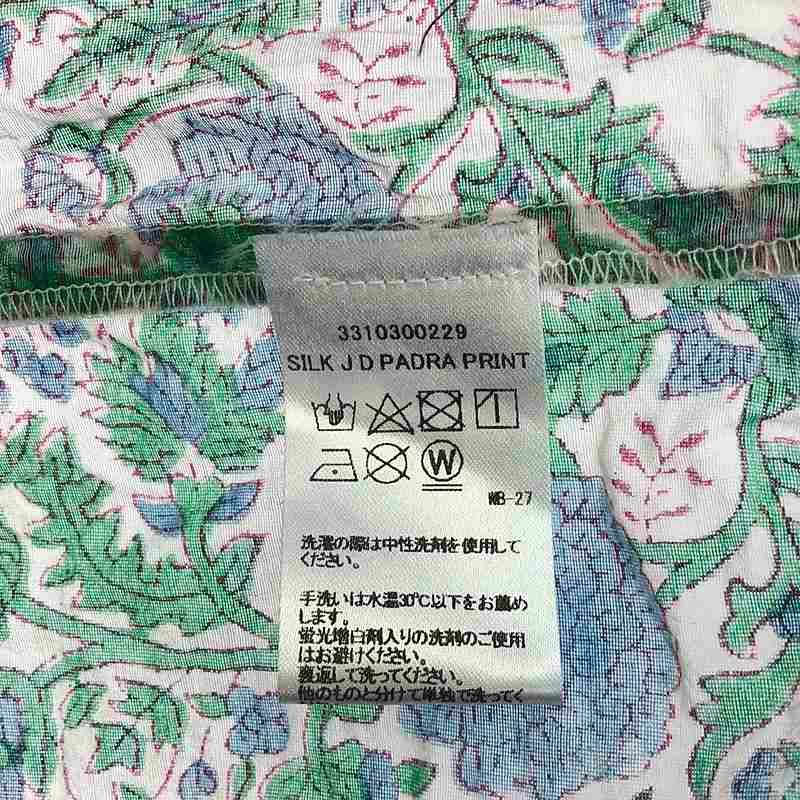 3310300229
SILK J D PADRA PRINT
W
WB-27
洗濯の際は中性洗剤を使用して
ください。
手洗いは水温30℃以下をお薦め
します。
蛍光増白剤入りの洗剤のご使用
はお避けください。
裏返して洗ってください。
他のものと分けて単独で洗ってく